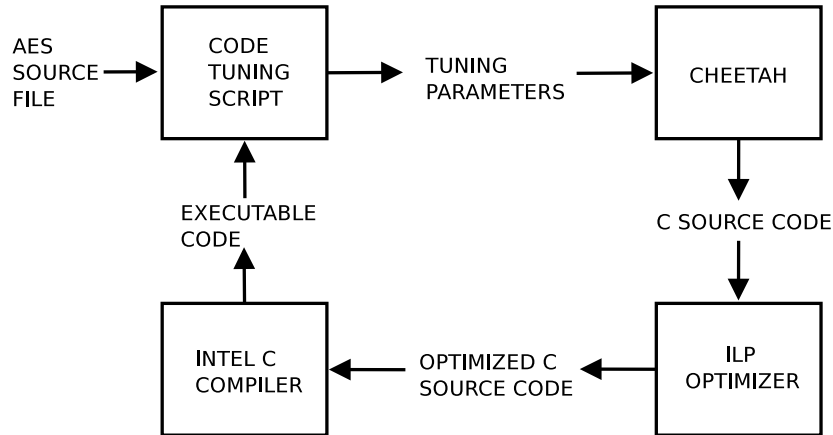 AES
SOURCE
FILE
CODE
TUNING
SCRIPT
TUNING
PARAMETERS
CHEETAH
EXECUTABLE
CODE
C SOURCE CODE
INTEL C
COMPILER
OPTIMIZED C
SOURCE CODE
ILP
OPTIMIZER